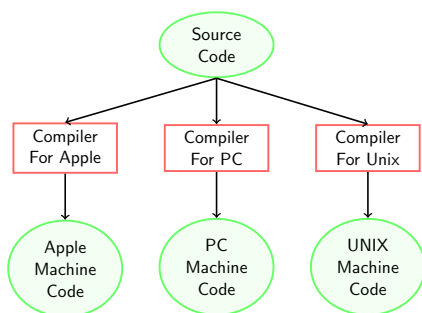 Source
Code
Compiler
For Apple
Compiler
For PC
Compiler
For Unix
Apple
Machine
Code
PC
Machine
Code
UNIX
Machine
Code